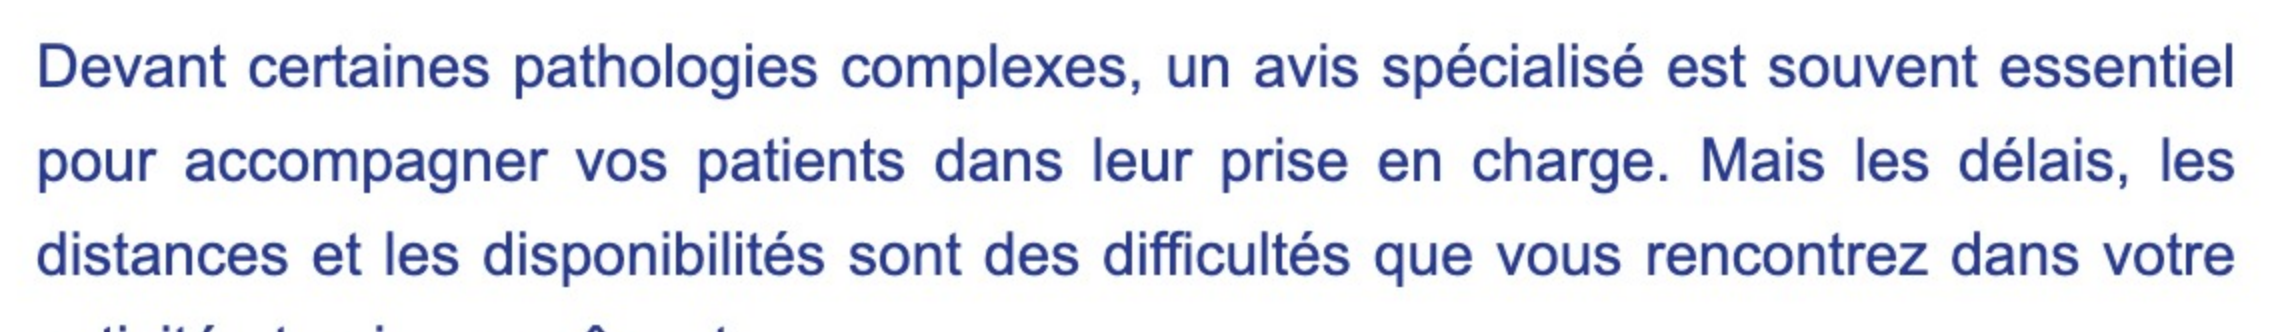 Devant certaines pathologies complexes, un avis spécialisé est souvent essentiel
pour accompagner vos patients dans leur prise en charge. Mais les délais, les
distances et les disponibilités sont des difficultés que vous rencontrez dans votre